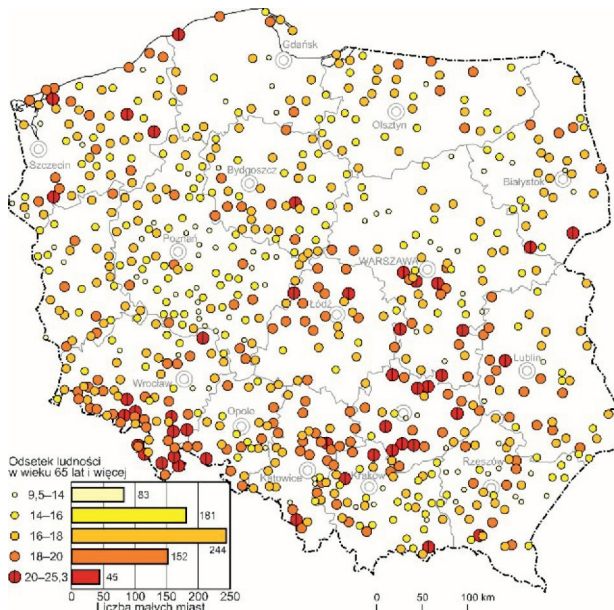 Gdańsk
Olsztyn
Szczecin
Bydgoszcz
Białystok
Poznań
WARSZAWA
Łódź
Lublin
Wrocław
Opole
Katowice
Kraków
Rzeszów
Odsetek ludności
w wieku 65 lat i więcej
9,5–14 83
14–16 181
16–18 244
18–20 152
20–25,3 45
0 50 100 150 200 250
Liczba małych miast
0 50 100 km